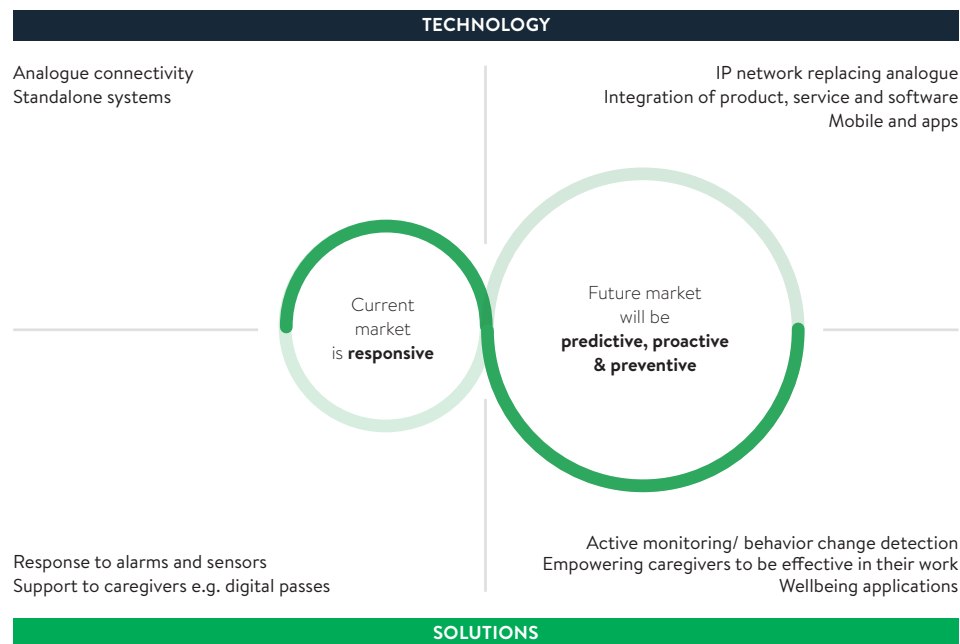 TECHNOLOGY
Analogue connectivity
Standalone systems
IP network replacing analogue
Integration of product, service and software
Mobile and apps
Current
market
is responsive
Future market
will be
predictive, proactive
& preventive
Response to alarms and sensors
Support to caregivers e.g. digital passes
Active monitoring/ behavior change detection
Empowering caregivers to be effective in their work
Wellbeing applications
SOLUTIONS